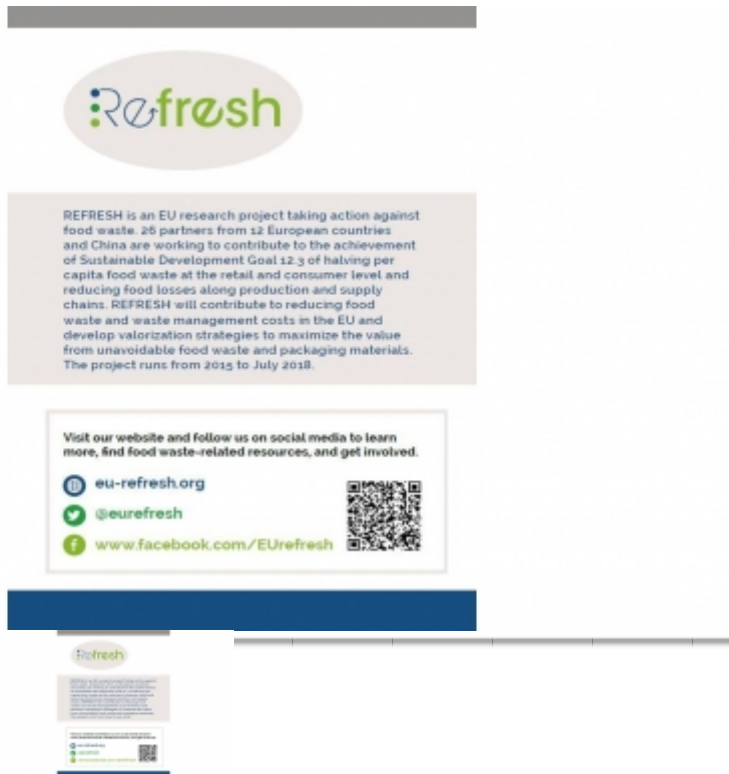 Refresh
REFRESH is an EU research project taking action against
food waste. 26 partners from 12 European countries
and China are working to contribute to the achievement
of Sustainable Development Goal 12.3 of halving per
capita food waste at the retail and consumer level and
reducing food losses along production and supply
chains. REFRESH will contribute to reducing food
waste and waste management costs in the EU and
develop valorization strategies to maximize the value
from unavoidable food waste and packaging materials.
The project runs from 2015 to July 2018.
Visit our website and follow us on social media to learn
more, find food waste-related resources, and get involved.
eu-refresh.org
@eurefresh
www.facebook.com/EUrefresh
Refresh